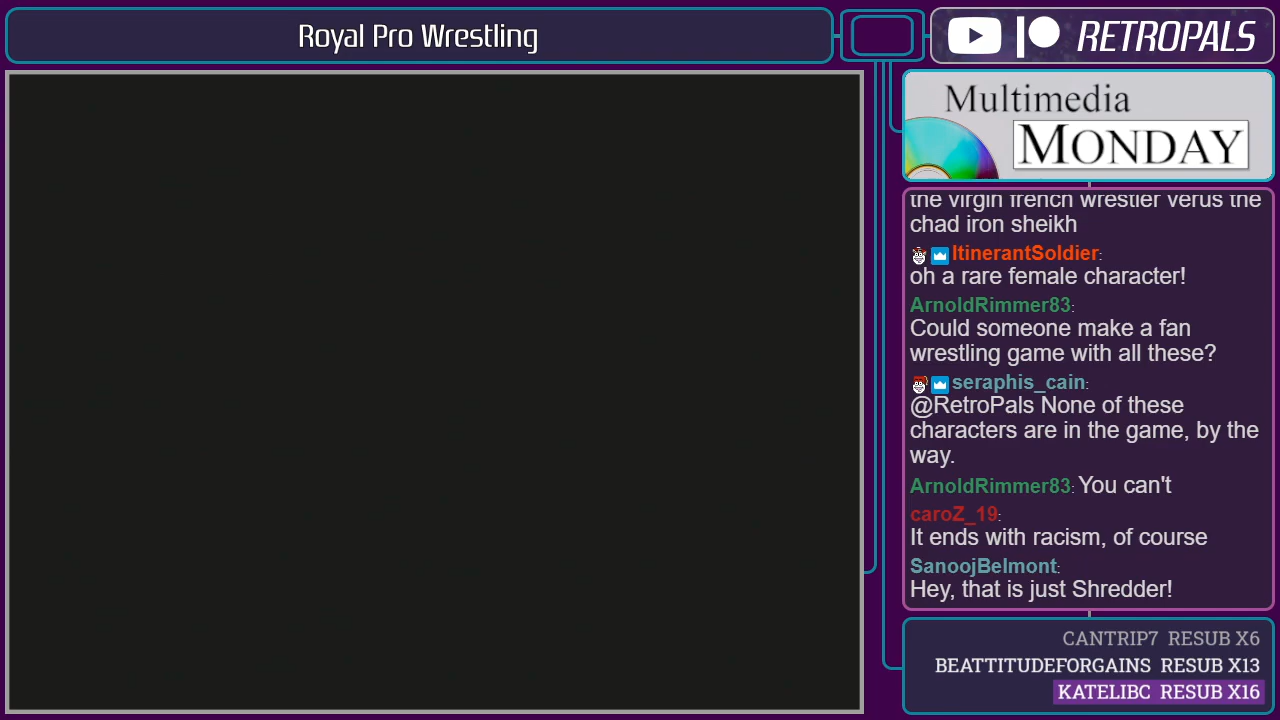 Royal Pro Wrestling
RETROPALS
Multimedia
MONDAY
the virgin french wrestler verus the
chad iron sheikh
ItinerantSoldier:
oh a rare female character!
ArnoldRimmer83:
Could someone make a fan
wrestling game with all these?
seraphis_cain:
@RetroPals None of these
characters are in the game, by the
way.
ArnoldRimmer83: You can't
caroZ_19:
It ends with racism, of course
SanoojBelmont:
Hey, that is just Shredder!
CANTRIP7 RESUB X6
BEATTITUDEFORGAINS RESUB X13
KATELIBC RESUB X16